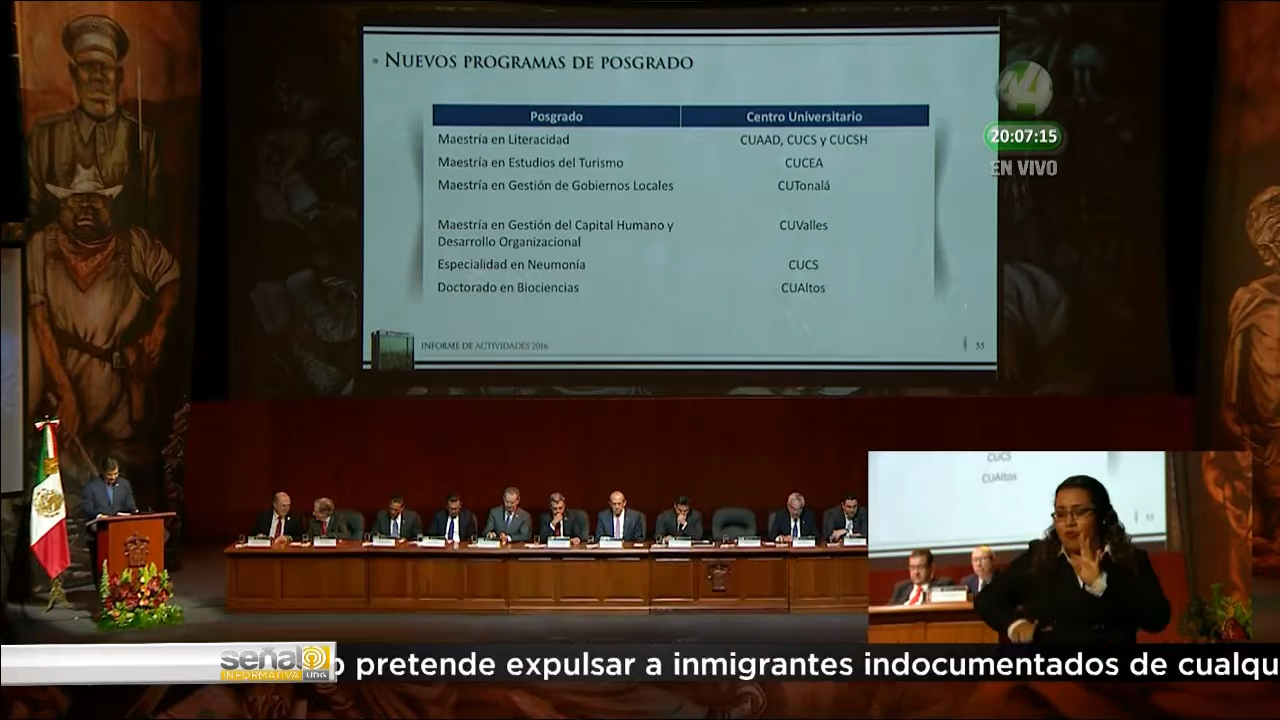 • NUEVOS PROGRAMAS DE POSGRADO
Posgrado Centro Universitario
Maestría en Literacidad CUAAD, CUCS y CUCSH
Maestría en Estudios del Turismo CUCEA
Maestría en Gestión de Gobiernos Locales CUTonalá
Maestría en Gestión del Capital Humano y CUValles
Desarrollo Organizacional
Especialidad en Neumonía CUCS
Doctorado en Biociencias CUAltos
INFORME DE ACTIVIDADES 2016 55
44
20:07:15
EN VIVO
CUCS
CUAltos
señal
INFORMATIVA UDG
pretende expulsar a inmigrantes indocumentados de cualqu